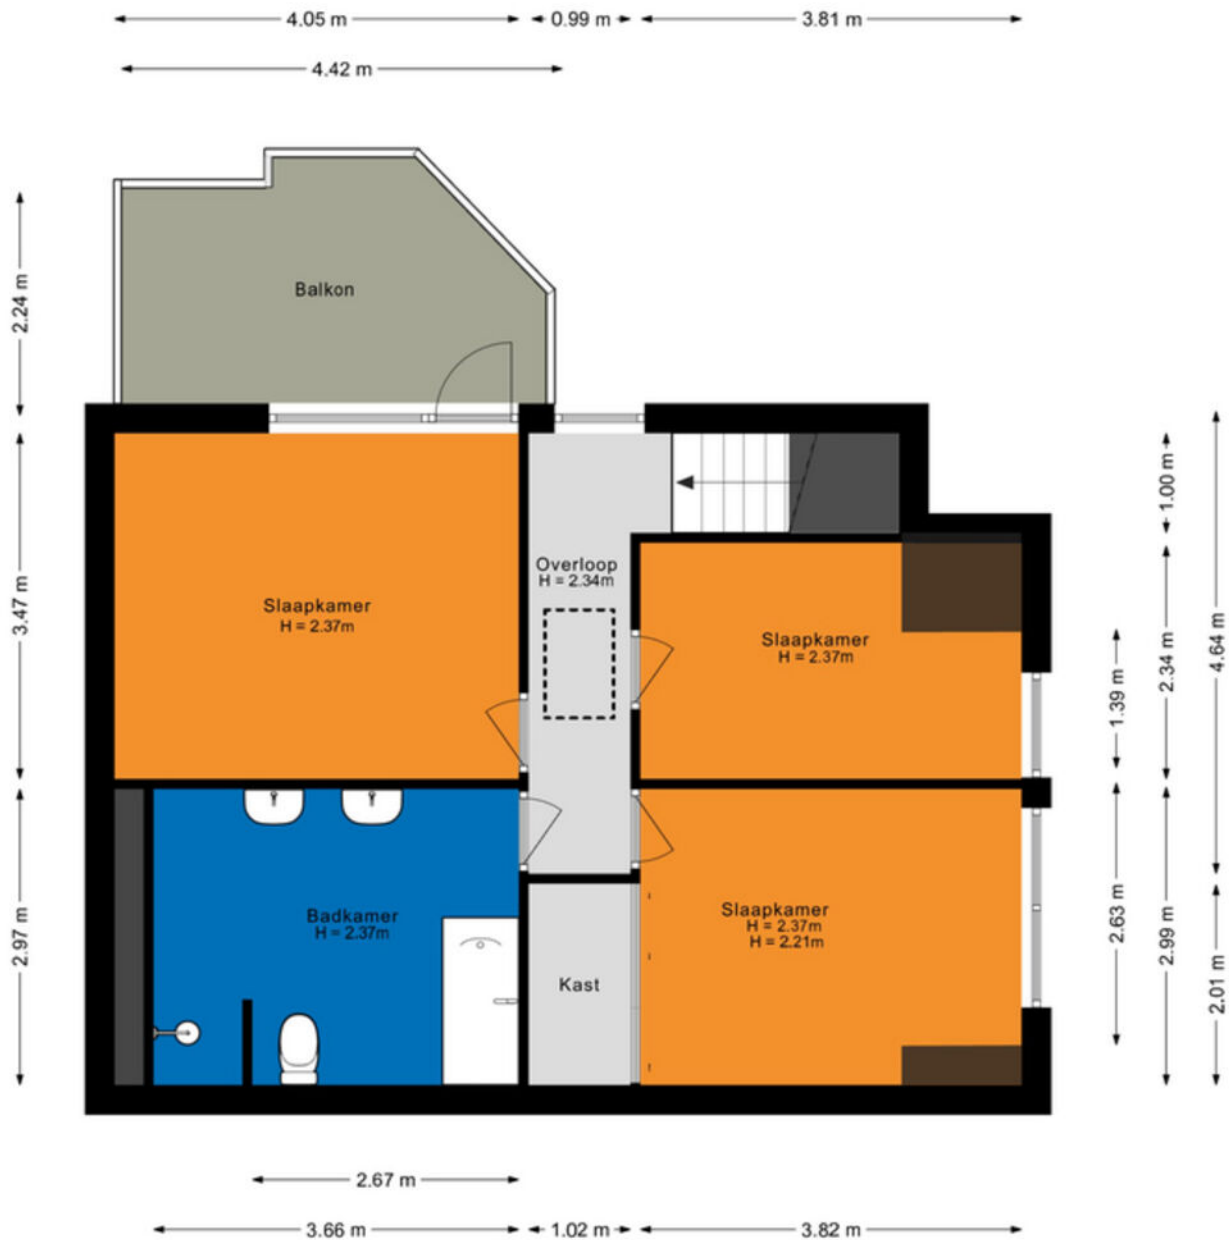 4.05 m
0.99 m
3.81 m
4.42 m
Balkon
2.24 m
Overloop
H = 2.34m
Slaapkamer
H = 2.37m
Slaapkamer
H = 2.37m
3.47 m
1.00 m
2.34 m
4.64 m
1.39 m
Badkamer
H = 2.37m
Slaapkamer
H = 2.37m
H = 2.21m
Kast
2.97 m
2.63 m
2.99 m
2.01 m
2.67 m
3.66 m
1.02 m
3.82 m